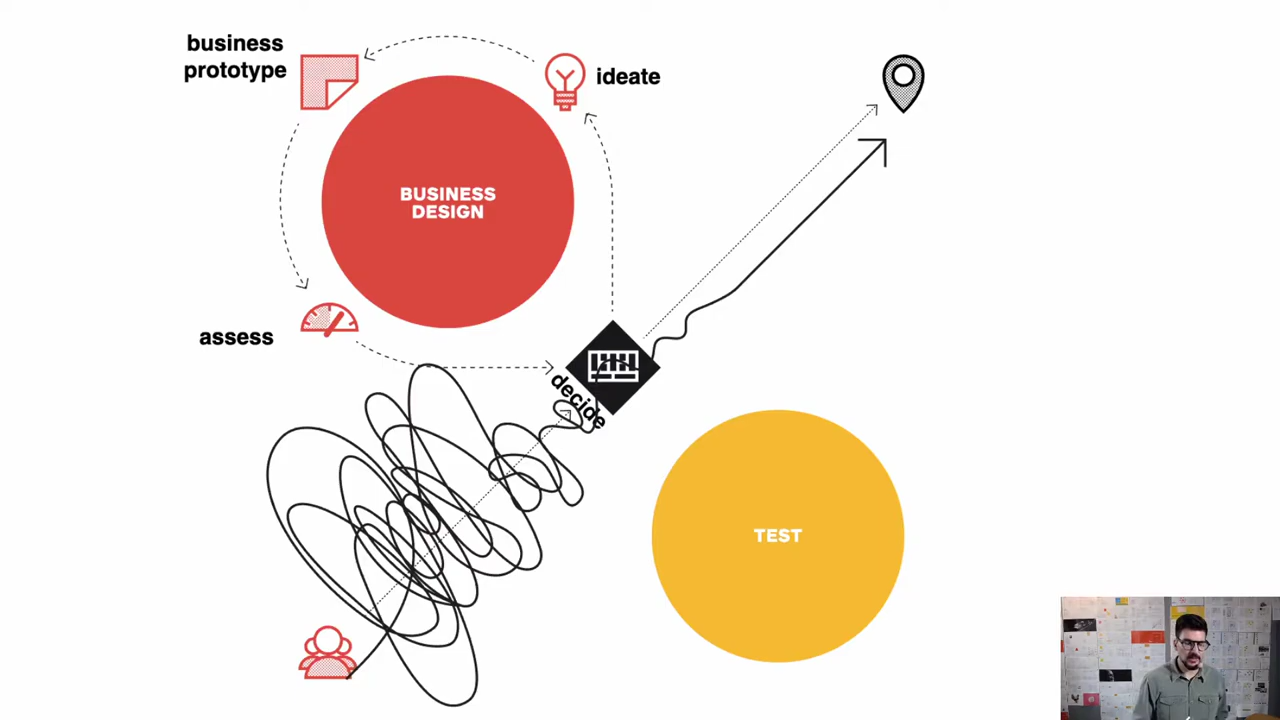 business
prototype
ideate
BUSINESS
DESIGN
assess
decide
TEST